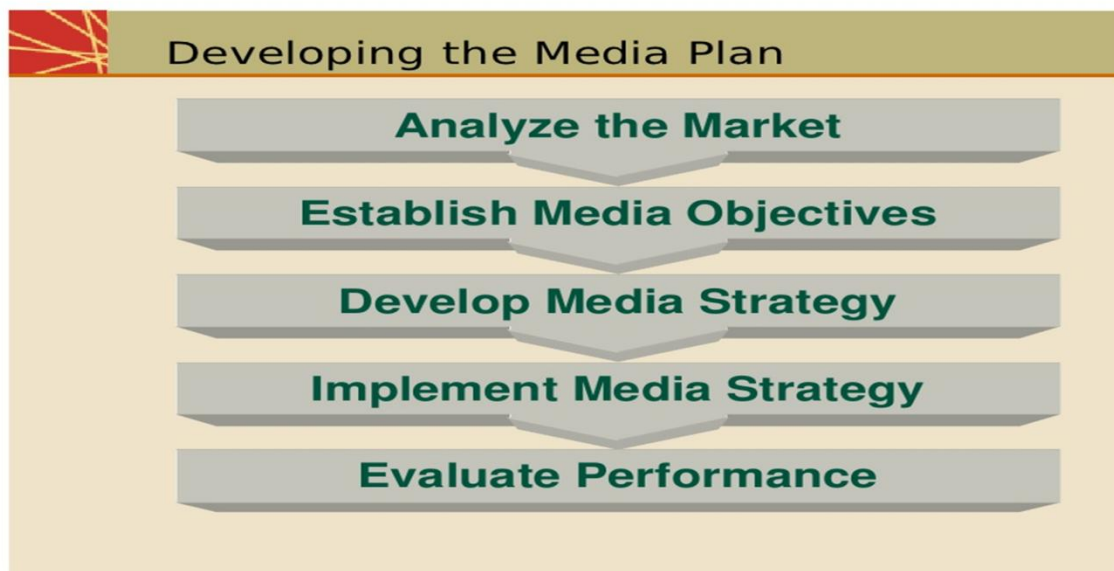 Developing the Media Plan
Analyze the Market
Establish Media Objectives
Develop Media Strategy
Implement Media Strategy
Evaluate Performance